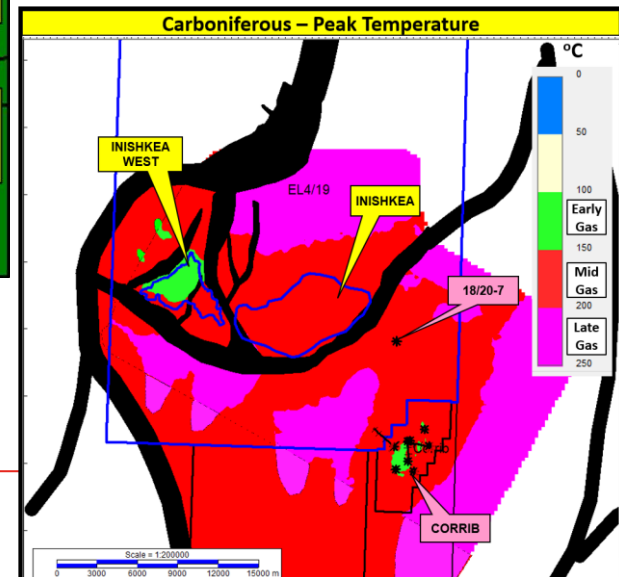 Carboniferous – Peak Temperature
°C
0
50
100
Early
Gas
150
Mid
Gas
200
Late
Gas
250
INISHKEA
WEST
EL4/19
INISHKEA
18/20-7
CORRIB
Scale = 1:200000
0 3000 6000 9000 12000 15000 m